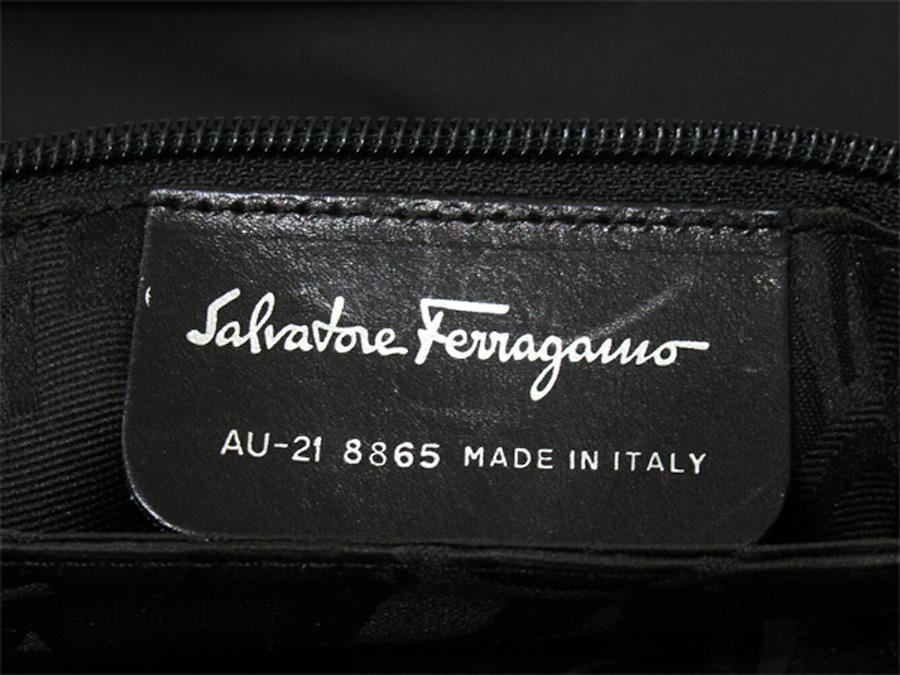 Salvatore Ferragamo
AU-21 8865 MADE IN ITALY